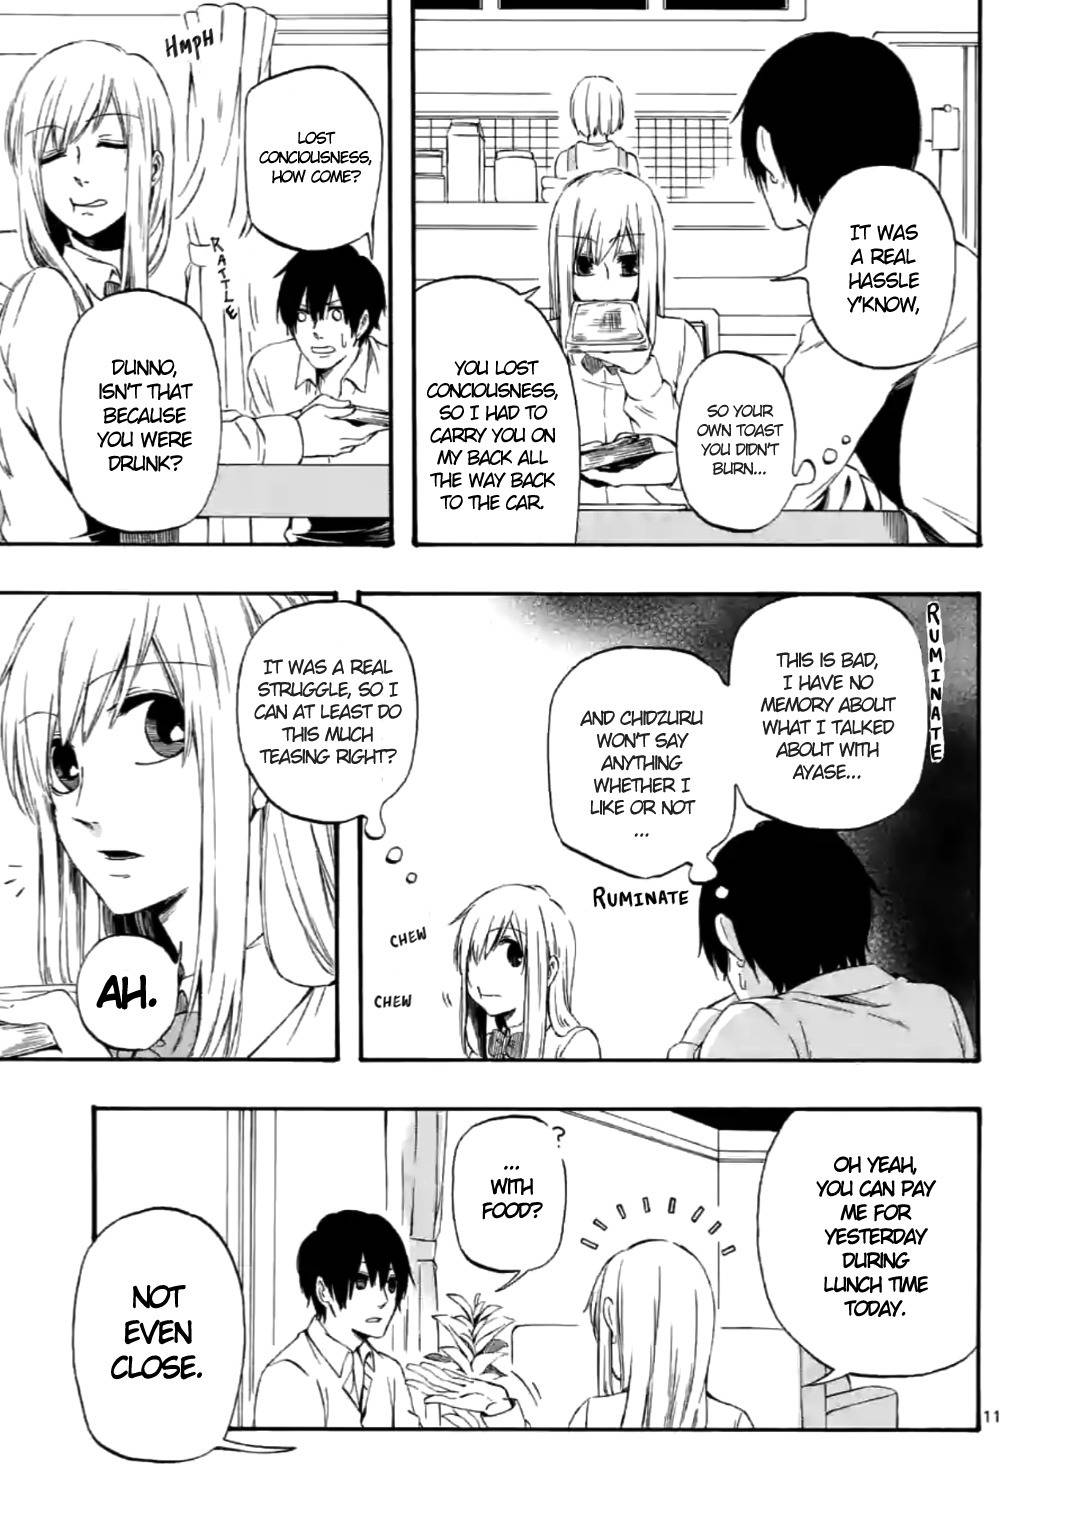 IT WAS
A REAL
HASSLE
Y'KNOW,
SO YOUR
OWN TOAST
YOU DIDN'T
BURN...
YOU LOST
CONCIOUSNESS,
SO I HAD TO
CARRY YOU ON
MY BACK ALL
THE WAY BACK
TO THE CAR.
LOST
CONCIOUSNESS,
HOW COME?
HMPH
RATTLE
DUNNO,
ISN'T THAT
BECAUSE
YOU WERE
DRUNK?
RUMINATE
THIS IS BAD,
I HAVE NO
MEMORY ABOUT
WHAT I TALKED
ABOUT WITH
AYASE...
AND CHIDZURU
WON'T SAY
ANYTHING
WHETHER I
LIKE OR NOT
...
RUMINATE
CHEW
CHEW
IT WAS A REAL
STRUGGLE, SO I
CAN AT LEAST DO
THIS MUCH
TEASING RIGHT?
AH.
OH YEAH,
YOU CAN PAY
ME FOR
YESTERDAY
DURING
LUNCH TIME
TODAY.
?
...
WITH
FOOD?
NOT
EVEN
CLOSE.
11